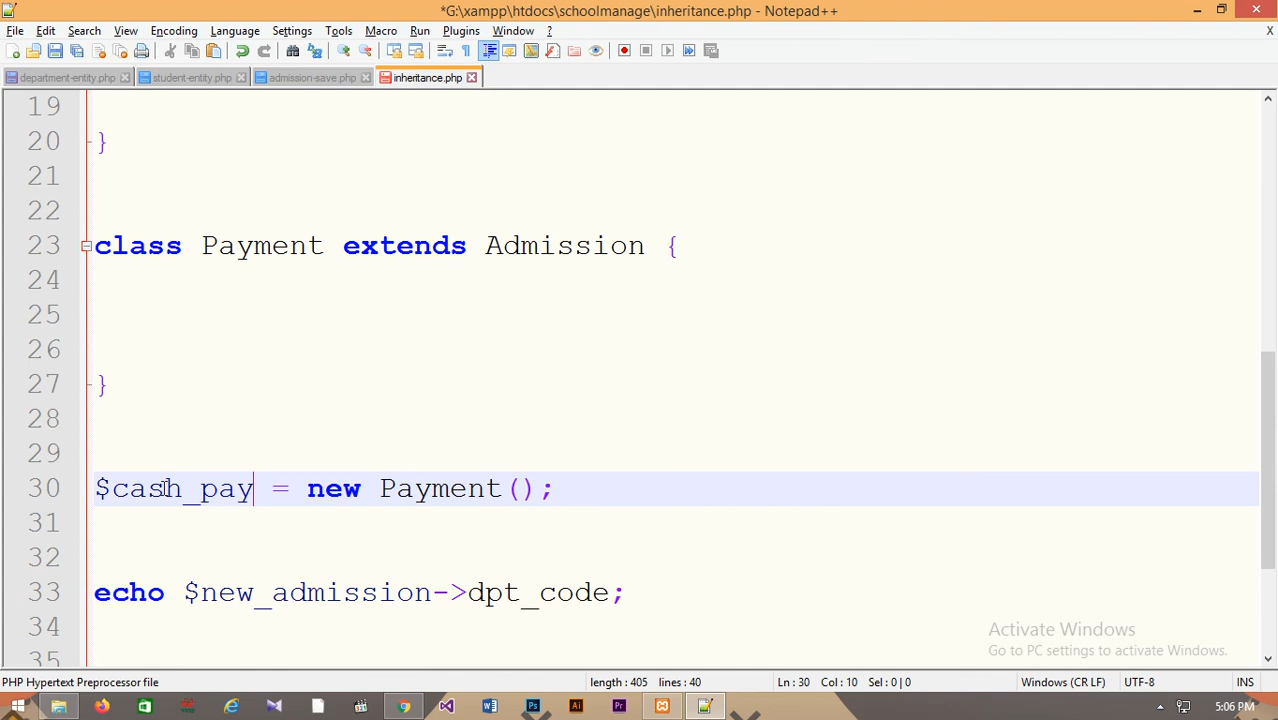 *G:\xampp\htdocs\schoolmanage\inheritance.php - Notepad++
File Edit Search View Encoding Language Settings Tools Macro Run Plugins Window ?
X
department-entity.php student-entity.php admission-save.php inheritance.php
19
20 }
21
22
23 class Payment extends Admission {
24
25
26
27 }
28
29
30 $cash_pay = new Payment();
31
32
33 echo $new_admission->dpt_code;
34
35
Activate Windows
Go to PC settings to activate Windows.
PHP Hypertext Preprocessor file length : 405 lines : 40 Ln : 30 Col : 10 Sel : 0 | 0 Windows (CR LF) UTF-8 INS
5:06 PM